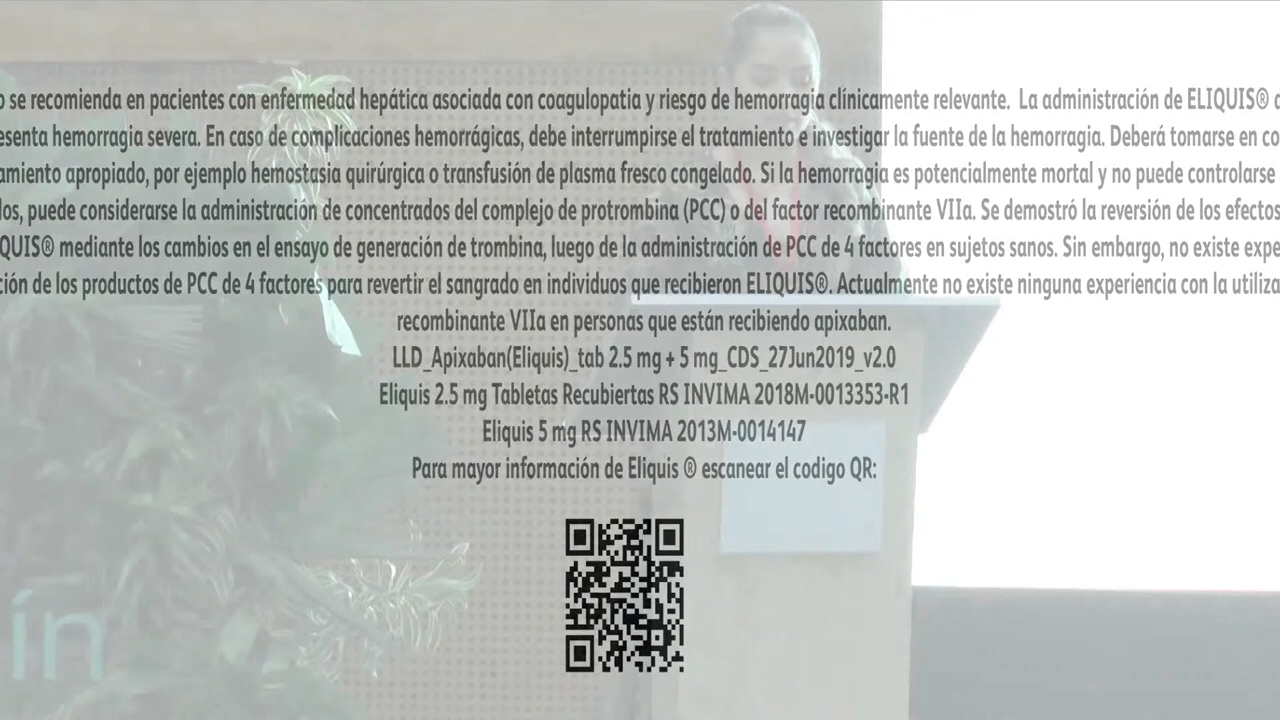 se recomienda en pacientes con enfermedad hepática asociada con coagulopatia y riesgo de hemorragia clínicamente relevante. La administración de ELIQUIS®
hemorragia severa. En caso de complicaciones hemorrágicas, debe interrumpirse el tratamiento e investigar la fuente de la hemorragia. Deberá tomarse en
apropiado, por ejemplo hemostasia quirúrgica o transfusión de plasma fresco congelado. Si la hemorragia es potencialmente mortal y no puede controlarse
puede considerarse la administración de concentrados del complejo de protrombina (PCC) o del factor recombinante VIIa. Se demostró la reversión de los efectos
mediante los cambios en el ensayo de generación de trombina, luego de la administración de PCC de 4 factores en sujetos sanos. Sin embargo, no existe
de los productos de PCC de 4 factores para revertir el sangrado en individuos que recibieron ELIQUIS®. Actualmente no existe ninguna experiencia con la
recombinante VIIa en personas que están recibiendo apixaban.
LLD_Apixaban(Eliquis)_tab 2.5 mg + 5 mg_CDS_27Jun2019_v2.0
Eliquis 2.5 mg Tabletas Recubiertas RS INVIMA 2018M-0013353-R1
Eliquis 5 mg RS INVIMA 2013M-0014147
Para mayor información de Eliquis ® escanear el codigo QR:
ín